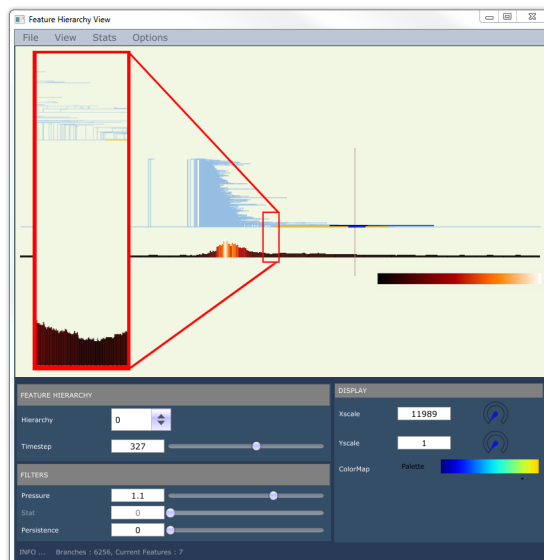 Feature Hierarchy View
File View Stats Options
FEATURE HIERARCHY
Hierarchy 0
Timestep 327
FILTERS
Pressure 1.1
Stat 0
Persistence 0
DISPLAY
Xscale 11989
Yscale 1
ColorMap Palette
INFO ... Branches : 6256, Current Features : 7